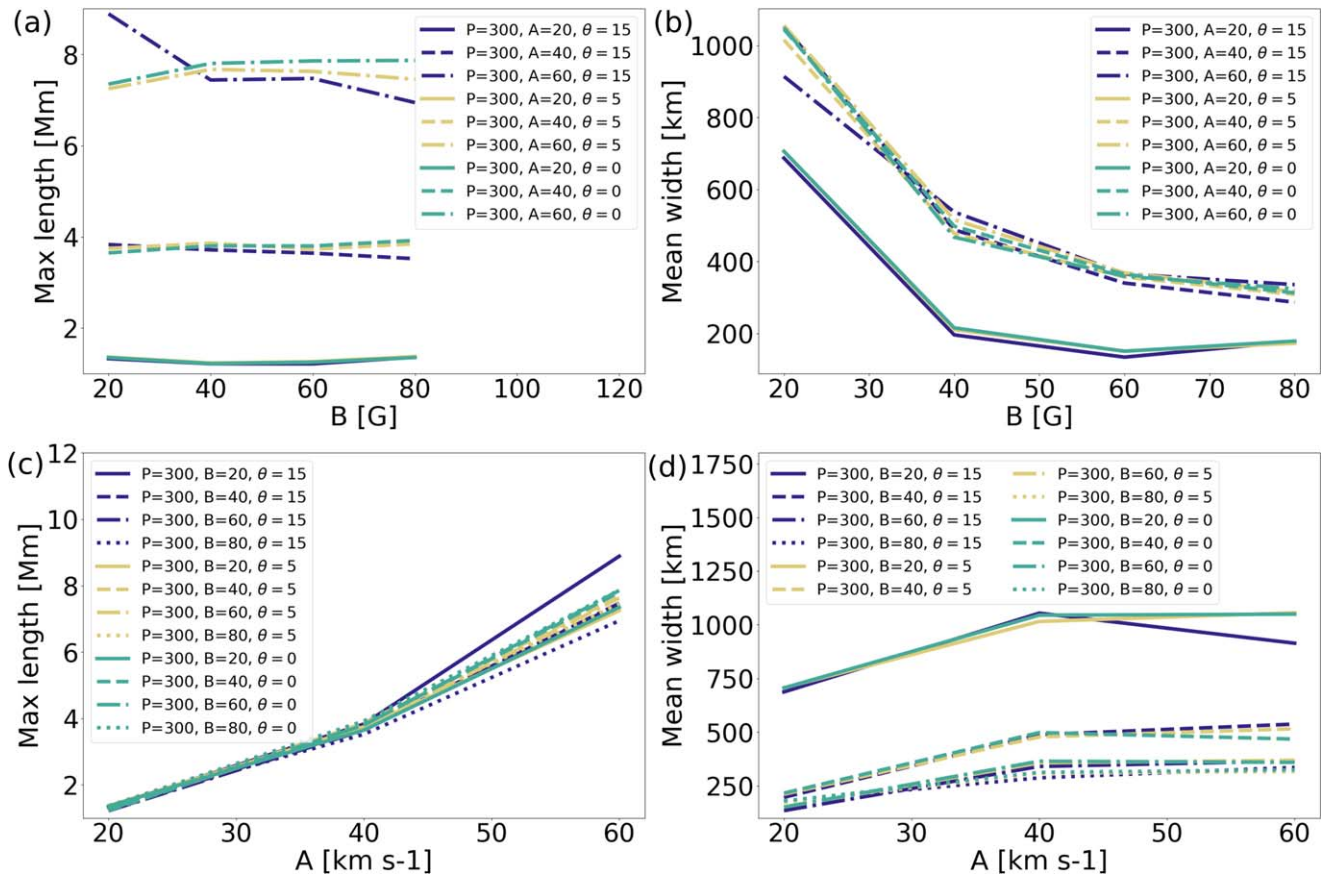 (a)
Max length [Mm]
8
6
4
2
P=300, A=20, θ = 15
P=300, A=40, θ = 15
P=300, A=60, θ = 15
P=300, A=20, θ = 5
P=300, A=40, θ = 5
P=300, A=60, θ = 5
P=300, A=20, θ = 0
P=300, A=40, θ = 0
P=300, A=60, θ = 0
20 40 60 80 100 120
B [G]
(b)
Mean width [km]
1000
800
600
400
200
P=300, A=20, θ = 15
P=300, A=40, θ = 15
P=300, A=60, θ = 15
P=300, A=20, θ = 5
P=300, A=40, θ = 5
P=300, A=60, θ = 5
P=300, A=20, θ = 0
P=300, A=40, θ = 0
P=300, A=60, θ = 0
20 30 40 50 60 70 80
B [G]
(c)
Max length [Mm]
12
10
8
6
4
2
P=300, B=20, θ = 15
P=300, B=40, θ = 15
P=300, B=60, θ = 15
P=300, B=80, θ = 15
P=300, B=20, θ = 5
P=300, B=40, θ = 5
P=300, B=60, θ = 5
P=300, B=80, θ = 5
P=300, B=20, θ = 0
P=300, B=40, θ = 0
P=300, B=60, θ = 0
P=300, B=80, θ = 0
20 30 40 50 60
A [km s-1]
(d)
Mean width [km]
1750
1500
1250
1000
750
500
250
P=300, B=20, θ = 15
P=300, B=40, θ = 15
P=300, B=60, θ = 15
P=300, B=80, θ = 15
P=300, B=20, θ = 5
P=300, B=40, θ = 5
P=300, B=60, θ = 5
P=300, B=80, θ = 5
P=300, B=20, θ = 0
P=300, B=40, θ = 0
P=300, B=60, θ = 0
P=300, B=80, θ = 0
20 30 40 50 60
A [km s-1]